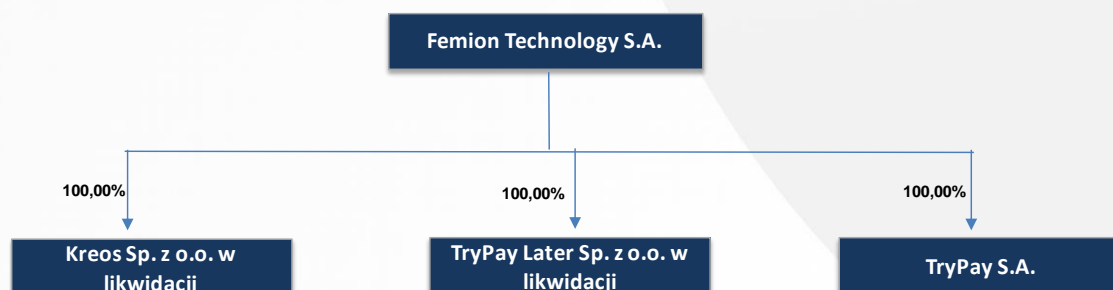 Femion Technology S.A.
100,00%
100,00%
100,00%
Kreos Sp. z o.o. w
likwidacji
TryPay Later Sp. z o.o. w
likwidacji
TryPay S.A.